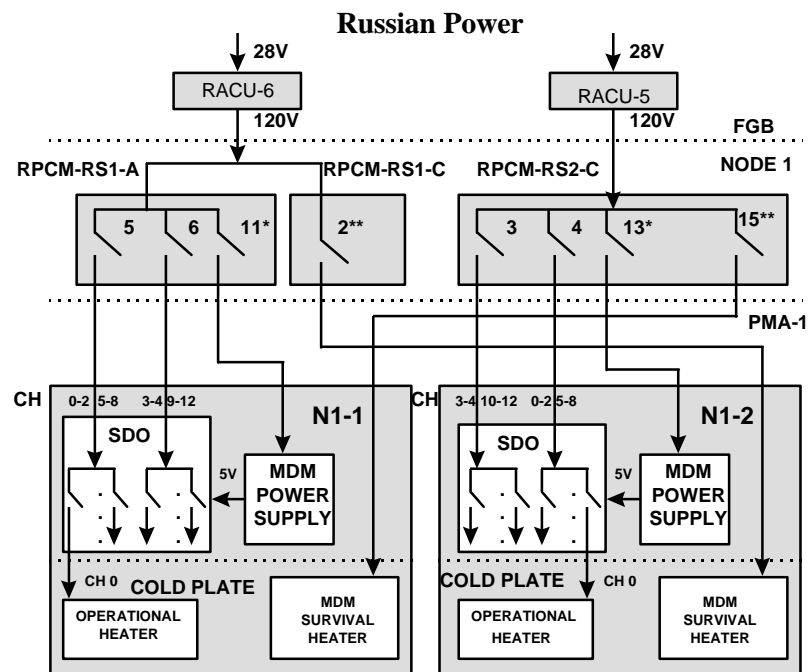 Russian Power
28V
28V
RACU-6
RACU-5
120V
120V
FGB
RPCM-RS1-A
RPCM-RS1-C
RPCM-RS2-C
NODE 1
5
6
11*
2**
3
4
13*
15**
PMA-1
CH
0-2
5-8
3-4
9-12
N1-1
SDO
5V
MDM
POWER
SUPPLY
CH 0
COLD PLATE
OPERATIONAL
HEATER
MDM
SURVIVAL
HEATER
CH
3-4
10-12
0-2
5-8
N1-2
SDO
5V
MDM
POWER
SUPPLY
COLD PLATE
CH 0
OPERATIONAL
HEATER
MDM
SURVIVAL
HEATER